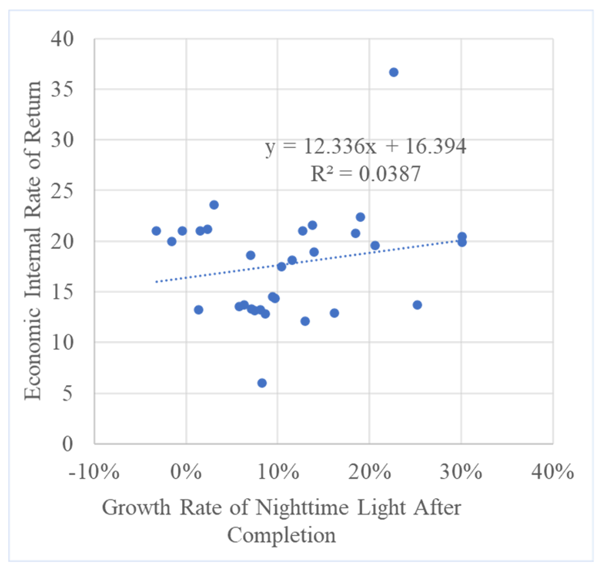 40
35
30
25
20
15
10
5
0
Economic Internal Rate of Return
y = 12.336x + 16.394
R² = 0.0387
-10% 0% 10% 20% 30% 40%
Growth Rate of Nighttime Light After
Completion